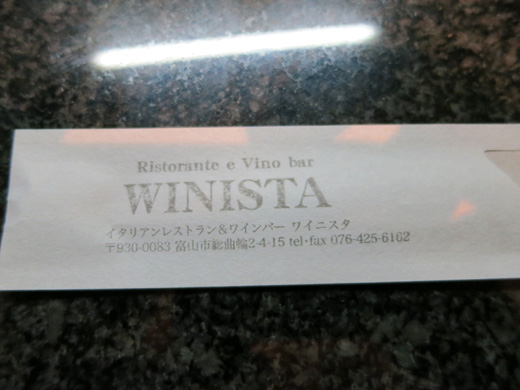 Ristorante e Vino bar
WINISTA
イタリアンレストラン&ワインバー ワイニスタ
〒930-0083 富山市総曲輪2-4-15 tel・fax 076-425-6162